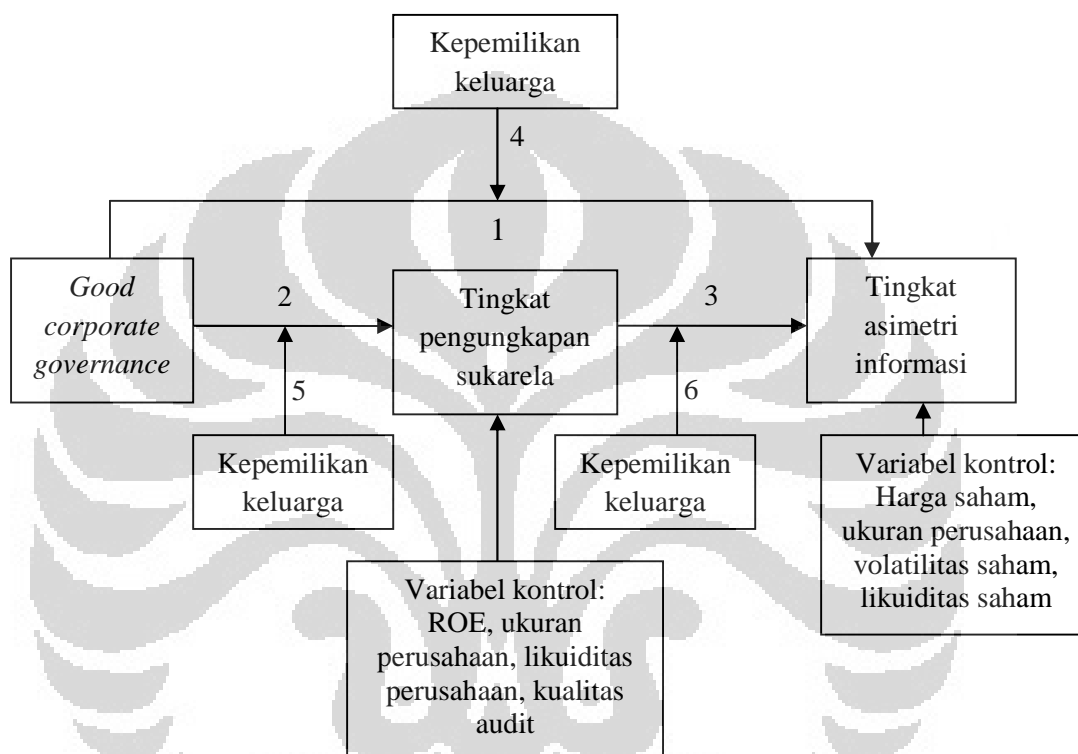 Kepemilikan
keluarga
4
1
Good
corporate
governance
2
Tingkat
pengungkapan
sukarela
3
Tingkat
asimetri
informasi
5
6
Kepemilikan
keluarga
Kepemilikan
keluarga
Variabel kontrol:
Harga saham,
ukuran perusahaan,
volatilitas saham,
likuiditas saham
Variabel kontrol:
ROE, ukuran
perusahaan, likuiditas
perusahaan, kualitas
audit